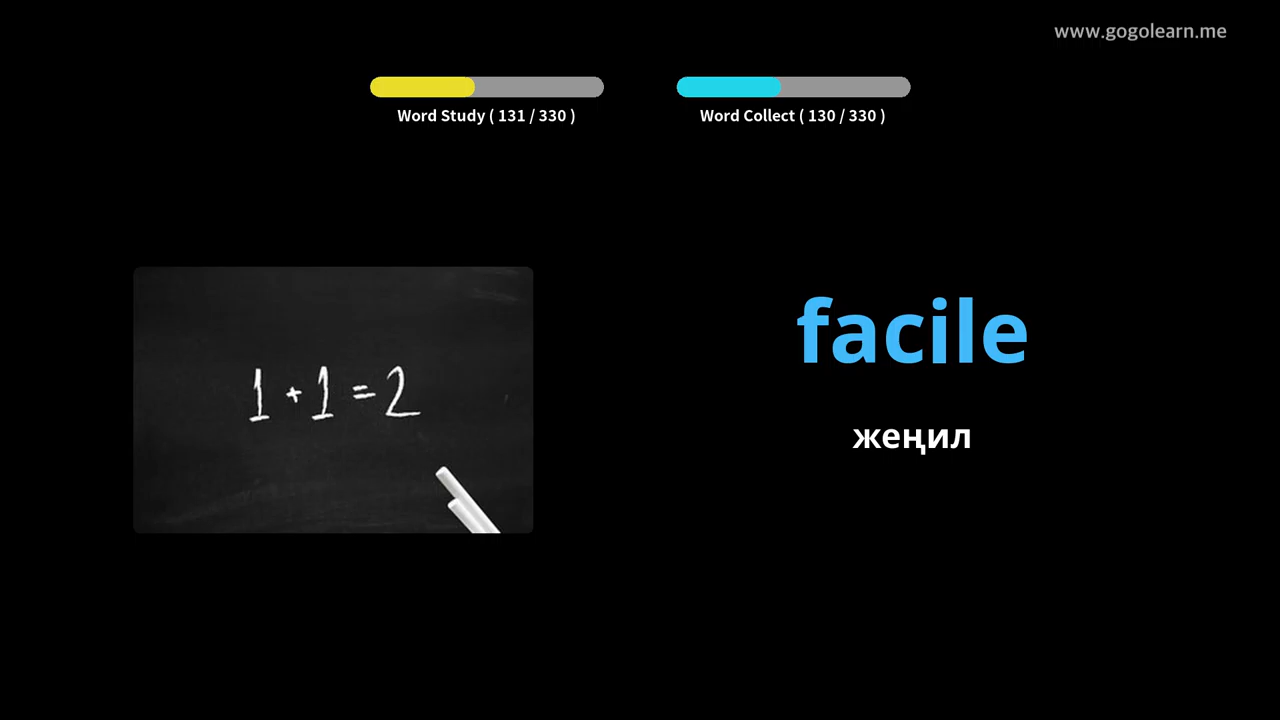 www.gogolearn.me
Word Study ( 131 / 330 )
Word Collect ( 130 / 330 )
1 + 1 = 2
facile
жеңил